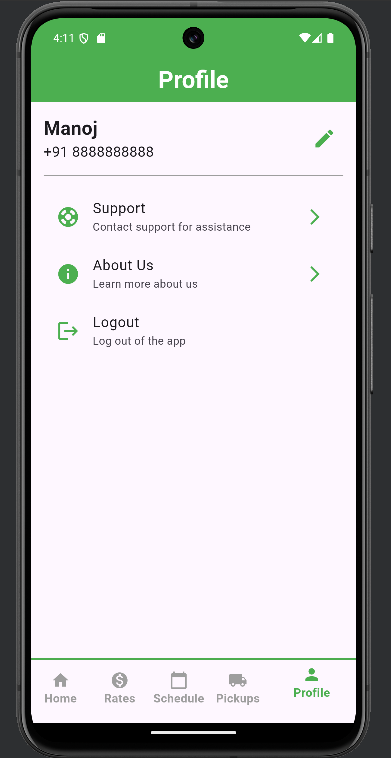 4:11
Profile
Manoj
+91 8888888888
Support
Contact support for assistance
About Us
Learn more about us
Logout
Log out of the app
Home Rates Schedule Pickups Profile